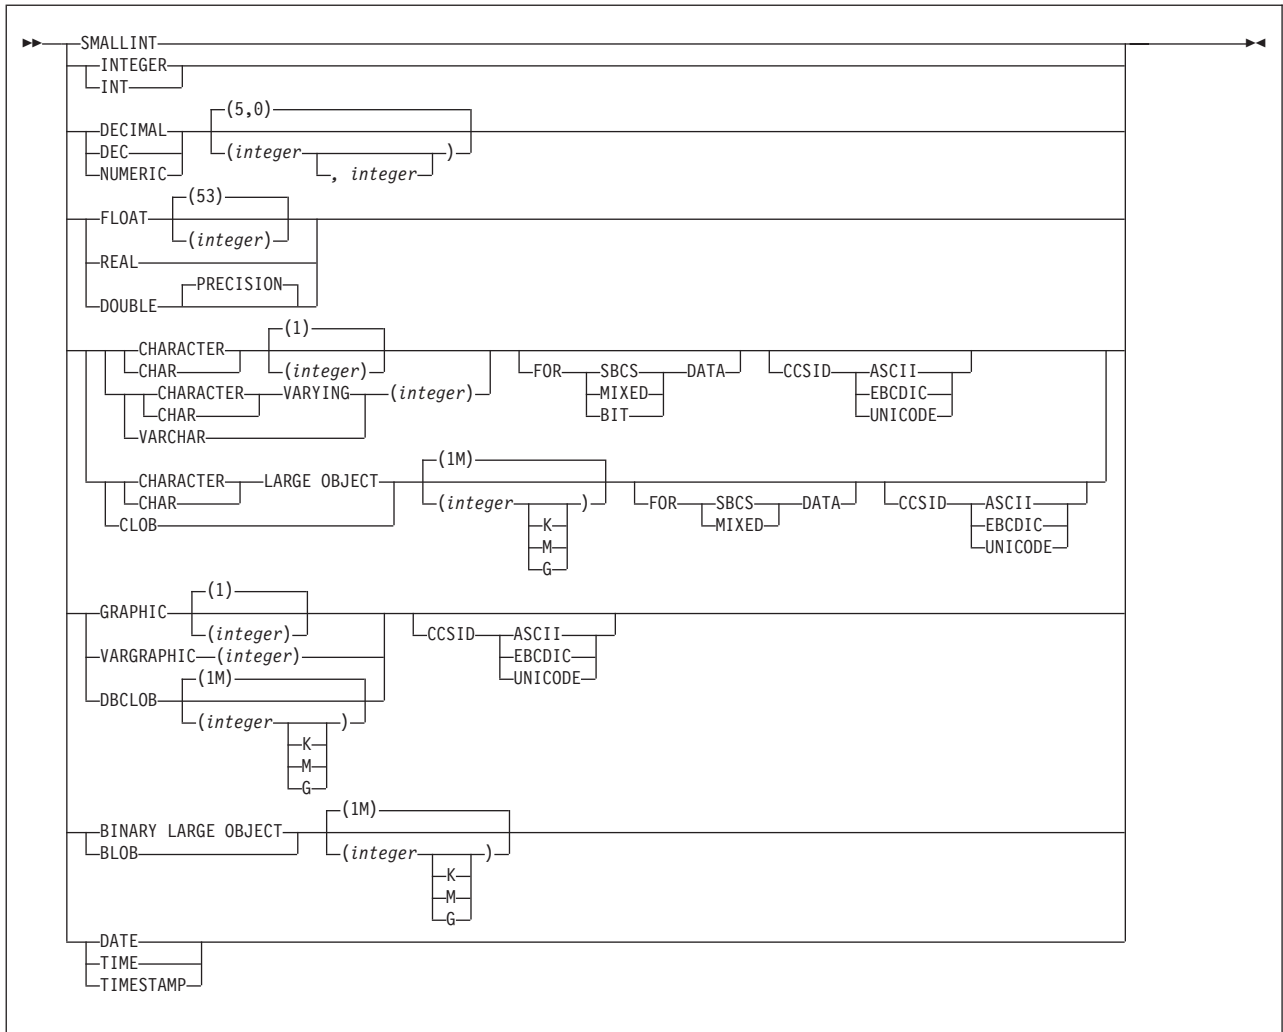 SMALLINT
INTEGER
INT
(5,0)
DECIMAL
DEC (integer )
NUMERIC , integer
(53)
FLOAT
(integer)
REAL
PRECISION
DOUBLE
(1)
CHARACTER
CHAR (integer) FOR SBCS DATA CCSID ASCII
CHARACTER VARYING (integer) MIXED EBCDIC
CHAR BIT UNICODE
VARCHAR
(1M)
CHARACTER LARGE OBJECT
CHAR (integer ) FOR SBCS DATA CCSID ASCII
CLOB K MIXED EBCDIC
M UNICODE
G
(1)
GRAPHIC
(integer) CCSID ASCII
VARGRAPHIC (integer) EBCDIC
(1M) UNICODE
DBCLOB
(integer )
K
M
G
(1M)
BINARY LARGE OBJECT
BLOB (integer )
K
M
G
DATE
TIME
TIMESTAMP